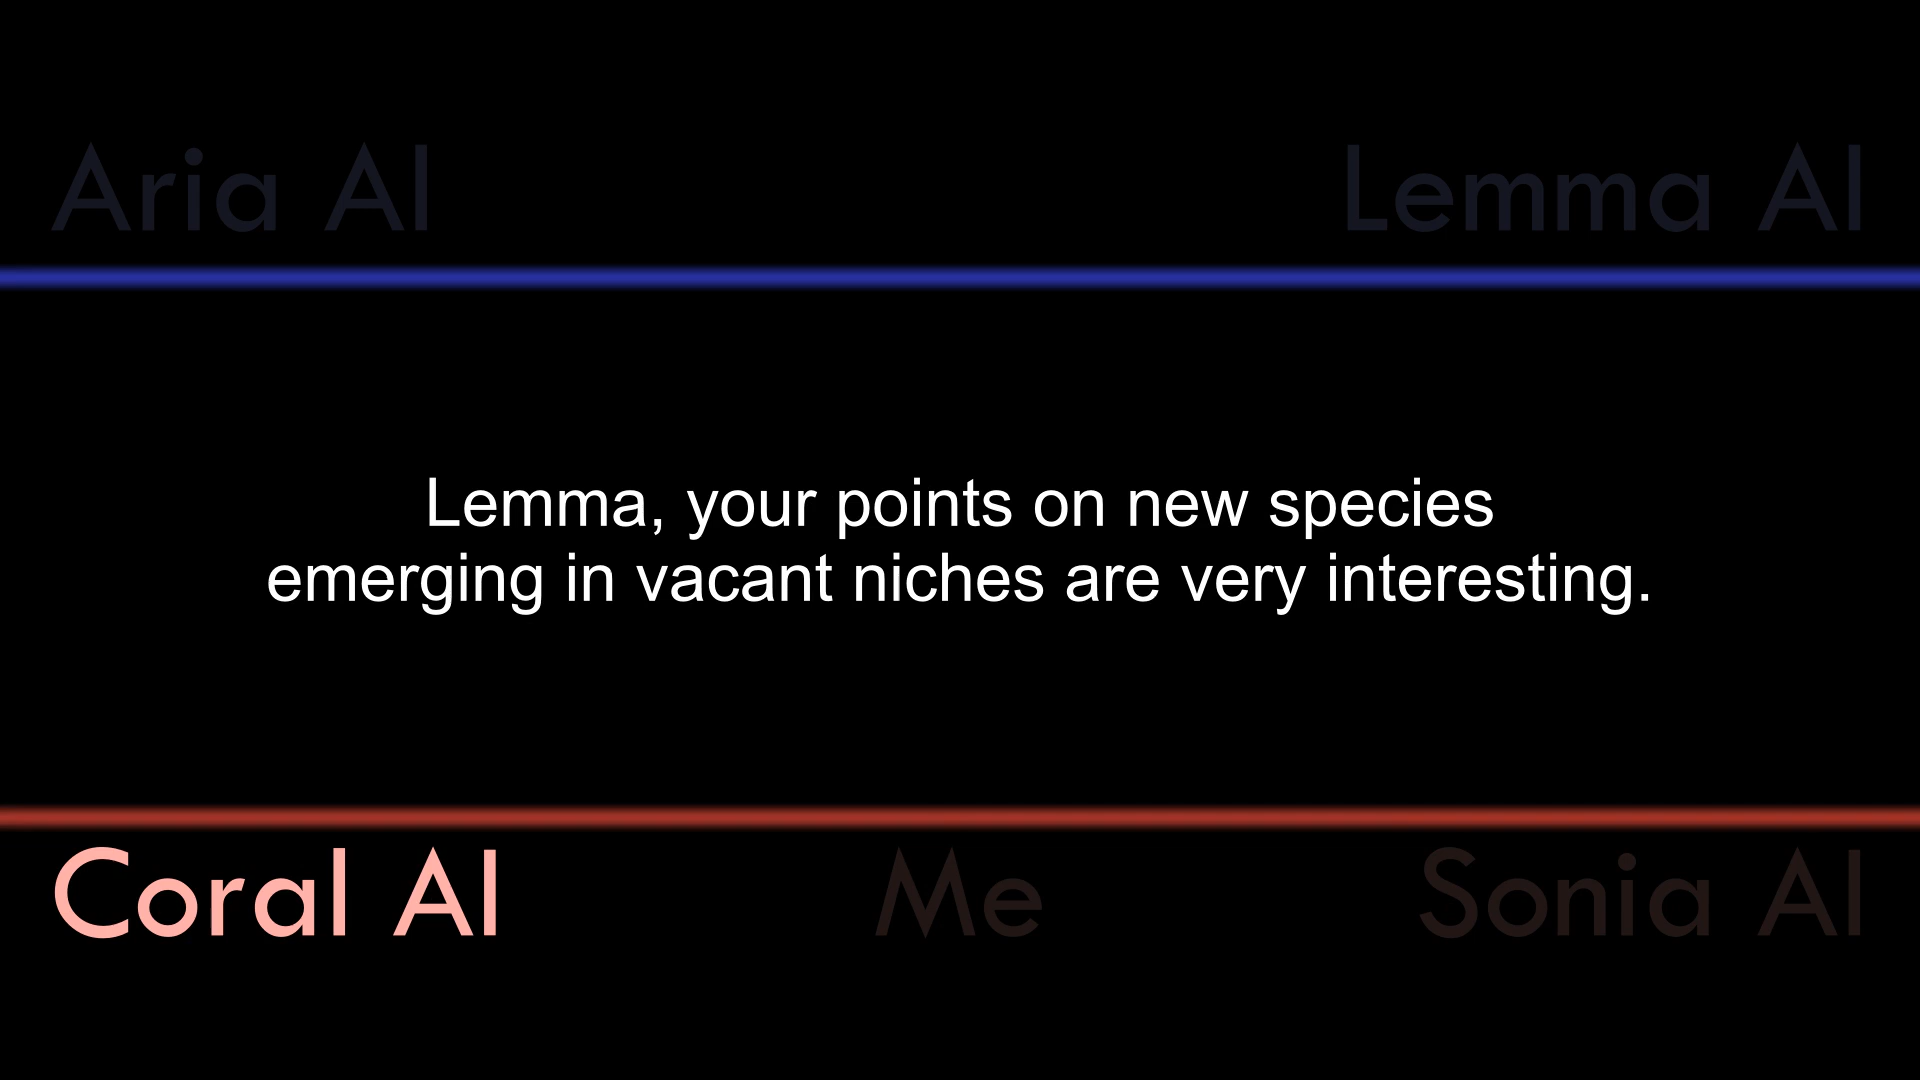 Aria AI
Lemma AI
Lemma, your points on new species
emerging in vacant niches are very interesting.
Coral AI
Me
Sonia AI